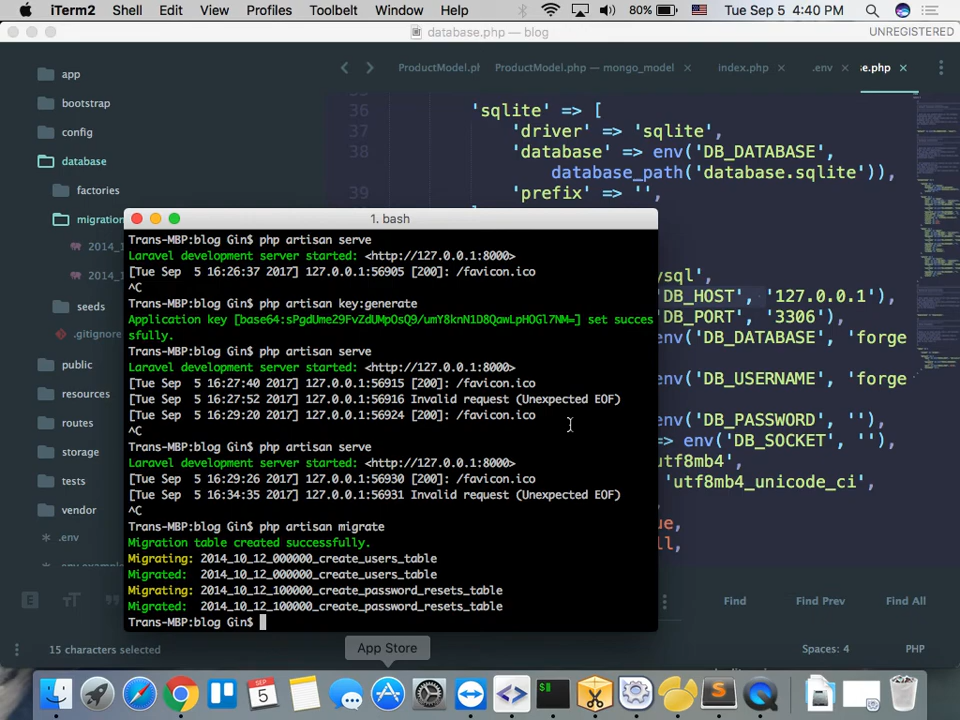 iTerm2 Shell Edit View Profiles Toolbelt Window Help 80% Tue Sep 5 4:40 PM
database.php — blog UNREGISTERED
app
bootstrap
config
database
factories
migration
2014_1
2014_1
seeds
.gitignore
public
resources
routes
storage
tests
vendor
.env
.env.example
ProductModel.pl ProductModel.php — mongo_model index.php .env se.php
36 'sqlite' => [
37 'driver' => 'sqlite',
38 'database' => env('DB_DATABASE',
database_path('database.sqlite')),
39 'prefix' => '',
ysql',
'DB_HOST', '127.0.0.1'),
'DB_PORT', '3306'),
env('DB_DATABASE', 'forge
env('DB_USERNAME', 'forge
env('DB_PASSWORD', ''),
=> env('DB_SOCKET', ''),
utf8mb4',
'utf8mb4_unicode_ci',
ue,
ll,
1. bash
Trans-MBP:blog Gin$ php artisan serve
Laravel development server started: <http://127.0.0.1:8000>
[Tue Sep 5 16:26:37 2017] 127.0.0.1:56905 [200]: /favicon.ico
^C
Trans-MBP:blog Gin$ php artisan key:generate
Application key [base64:sPgdUme29FvZdUMpOsQ9/umY8knN1D8QawLpHOGl7NM=] set succes
sfully.
Trans-MBP:blog Gin$ php artisan serve
Laravel development server started: <http://127.0.0.1:8000>
[Tue Sep 5 16:27:40 2017] 127.0.0.1:56915 [200]: /favicon.ico
[Tue Sep 5 16:27:52 2017] 127.0.0.1:56916 Invalid request (Unexpected EOF)
[Tue Sep 5 16:29:20 2017] 127.0.0.1:56924 [200]: /favicon.ico
^C
Trans-MBP:blog Gin$ php artisan serve
Laravel development server started: <http://127.0.0.1:8000>
[Tue Sep 5 16:29:26 2017] 127.0.0.1:56930 [200]: /favicon.ico
[Tue Sep 5 16:34:35 2017] 127.0.0.1:56931 Invalid request (Unexpected EOF)
^C
Trans-MBP:blog Gin$ php artisan migrate
Migration table created successfully.
Migrating: 2014_10_12_000000_create_users_table
Migrated: 2014_10_12_000000_create_users_table
Migrating: 2014_10_12_100000_create_password_resets_table
Migrated: 2014_10_12_100000_create_password_resets_table
Trans-MBP:blog Gin$
Find Find Prev Find All
App Store
15 characters selected Spaces: 4 PHP